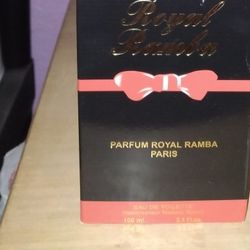 Royal
Ramba
PARFUM ROYAL RAMBA
PARIS
EAU DE TOILETTE
100 ml